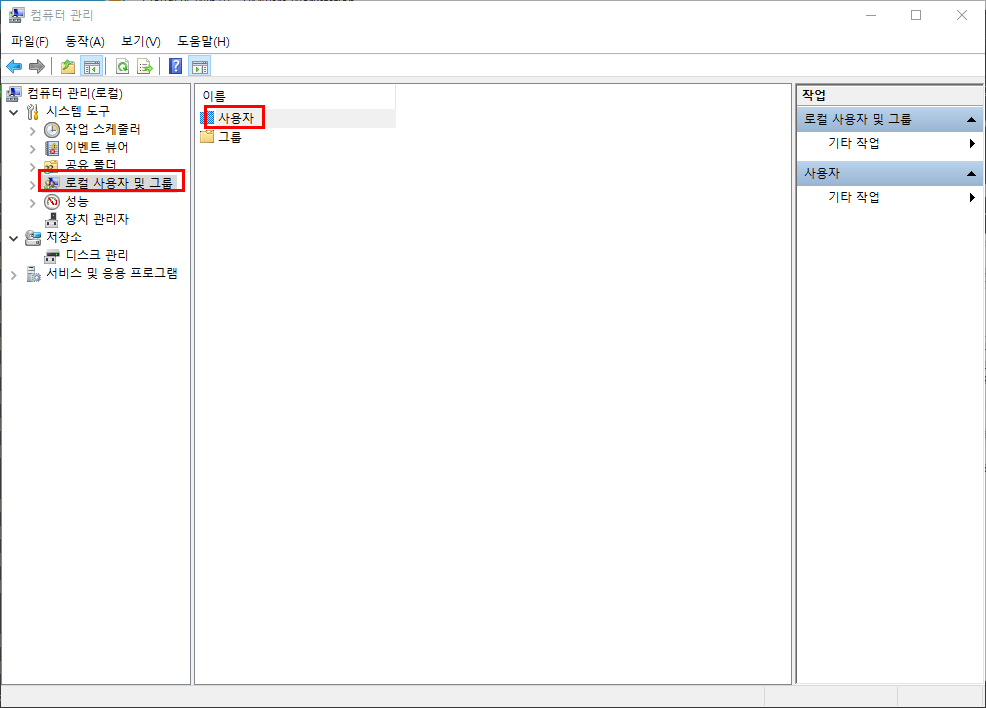 컴퓨터 관리
파일(F) 동작(A) 보기(V) 도움말(H)
컴퓨터 관리(로컬)
시스템 도구
작업 스케줄러
이벤트 뷰어
공유 폴더
로컬 사용자 및 그룹
성능
장치 관리자
저장소
디스크 관리
서비스 및 응용 프로그램
이름
사용자
그룹
작업
로컬 사용자 및 그룹
기타 작업
사용자
기타 작업